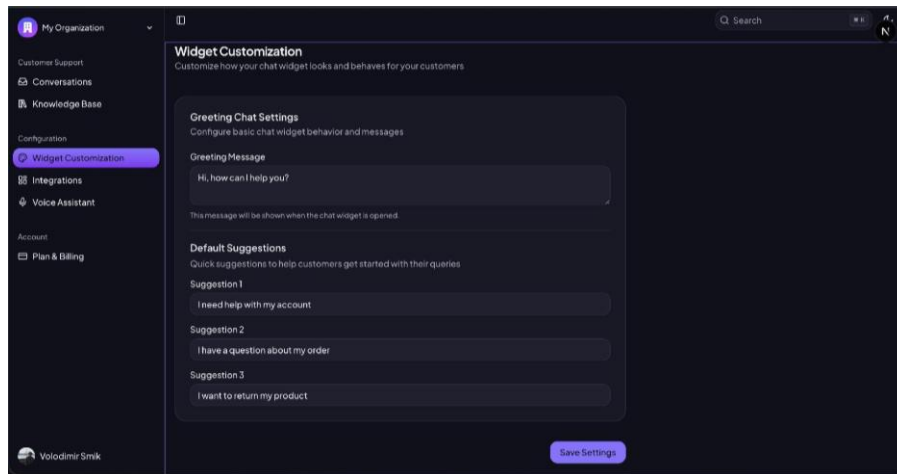 My Organization
Search
⌘ K
N
Customer Support
Conversations
Knowledge Base
Configuration
Widget Customization
Integrations
Voice Assistant
Account
Plan & Billing
Volodimir Smik
Widget Customization
Customize how your chat widget looks and behaves for your customers
Greeting Chat Settings
Configure basic chat widget behavior and messages
Greeting Message
Hi, how can I help you?
This message will be shown when the chat widget is opened.
Default Suggestions
Quick suggestions to help customers get started with their queries
Suggestion 1
I need help with my account
Suggestion 2
I have a question about my order
Suggestion 3
I want to return my product
Save Settings